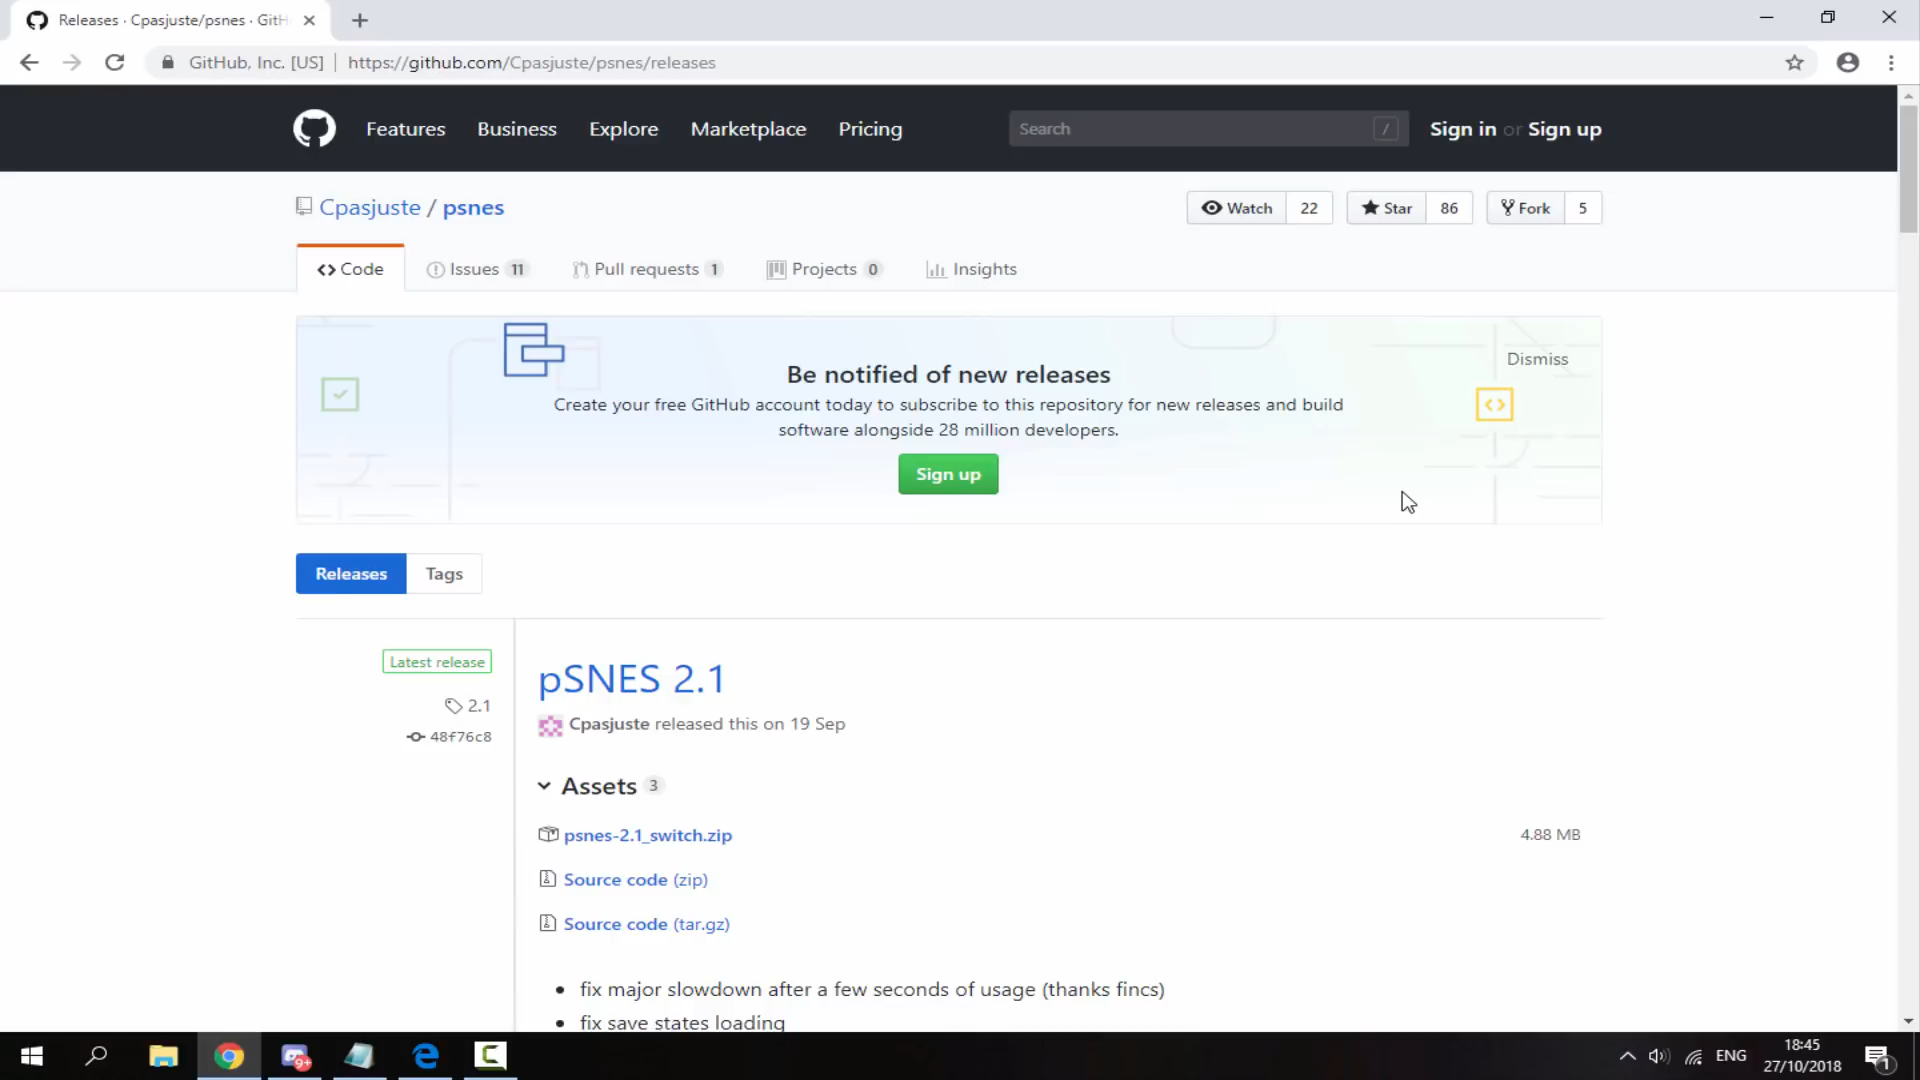 Releases · Cpasjuste/psnes · GitH
GitHub, Inc. [US] | https://github.com/Cpasjuste/psnes/releases
Features Business Explore Marketplace Pricing Search / Sign in or Sign up
Cpasjuste / psnes Watch 22 Star 86 Fork 5
Code Issues 11 Pull requests 1 Projects 0 Insights
Dismiss
Be notified of new releases
Create your free GitHub account today to subscribe to this repository for new releases and build
software alongside 28 million developers.
Sign up
Releases Tags
Latest release
2.1
48f76c8
pSNES 2.1
Cpasjuste released this on 19 Sep
Assets 3
psnes-2.1_switch.zip 4.88 MB
Source code (zip)
Source code (tar.gz)
• fix major slowdown after a few seconds of usage (thanks fincs)
• fix save states loading
9+
ENG
18:45
27/10/2018
1